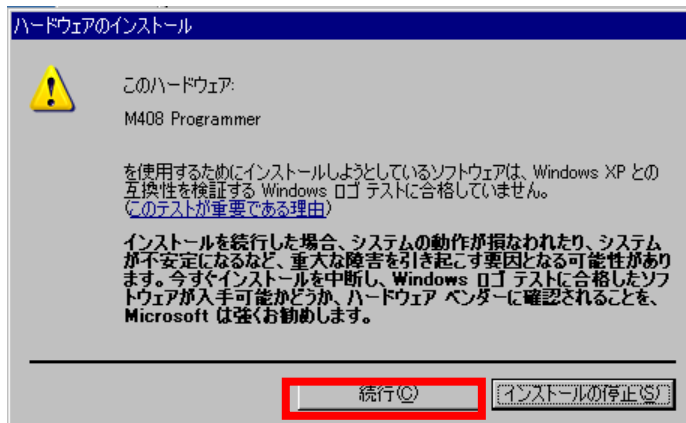 ハードウェアのインストール
このハードウェア:
M408 Programmer
を使用するためにインストールしようとしているソフトウェアは、Windows XP との
互換性を検証する Windows ロゴ テストに合格していません。
(このテストが重要である理由)
インストールを続行した場合、システムの動作が損なわれたり、システム
が不安定になるなど、重大な障害を引き起こす要因となる可能性があり
ます。今すぐインストールを中断し、Windows ロゴ テストに合格したソフ
トウェアが入手可能かどうか、ハードウェア ベンダーに確認されることを、
Microsoft は強くお勧めします。
続行(C)
インストールの停止(S)